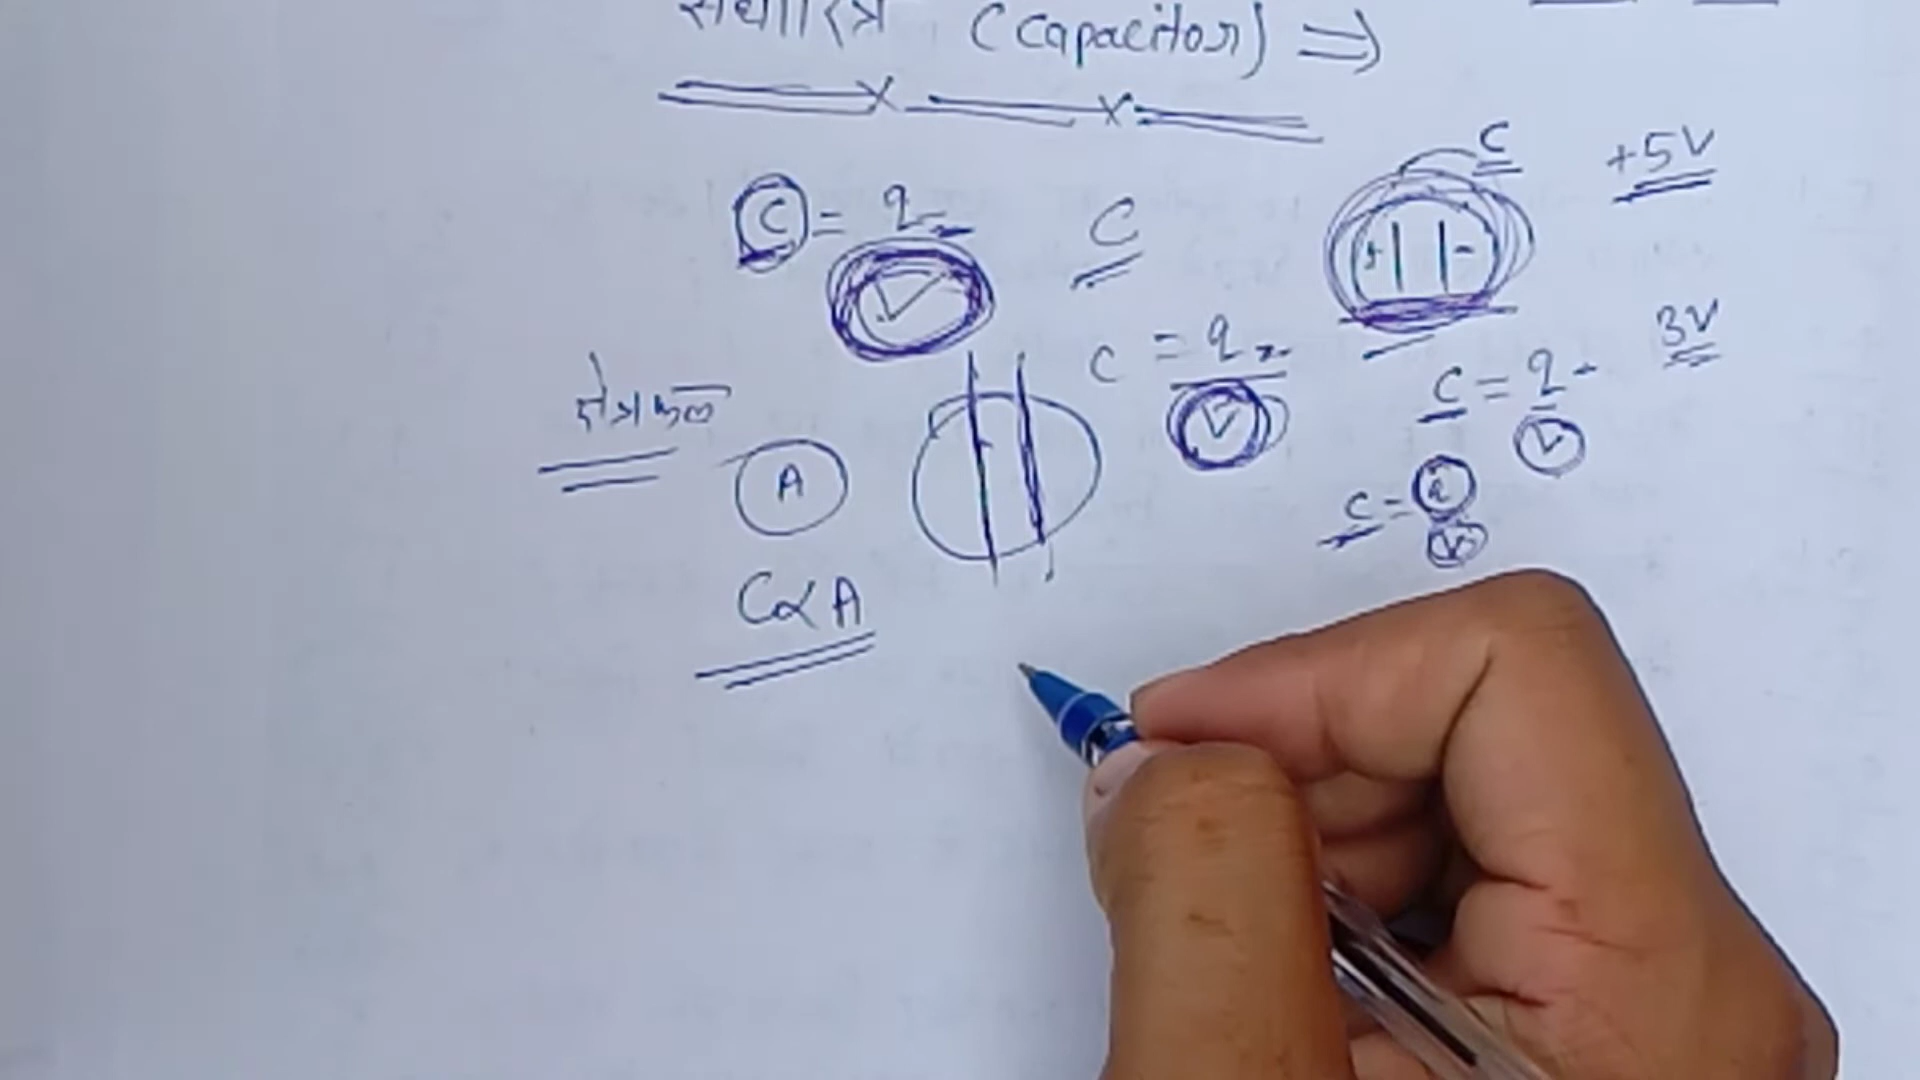 संधारित्र (Capacitor) ⇒
C +5V
C = q/V C
+ -
C = q/V 3V
क्षेत्रफल C = q/V
A C = q/V
C ∝ A